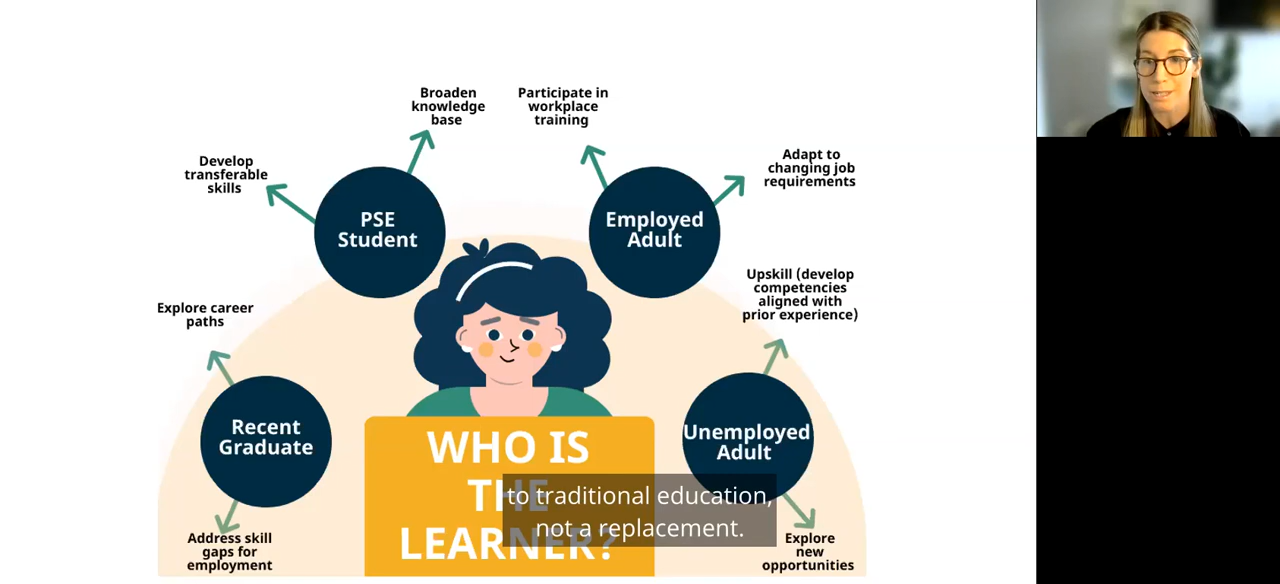 Broaden
knowledge
base
Participate in
workplace
training
Develop
transferable
skills
Adapt to
changing job
requirements
PSE
Student
Employed
Adult
Explore career
paths
Upskill (develop
competencies
aligned with
prior experience)
Recent
Graduate
Unemployed
Adult
WHO IS
THE
LEARNER?
to traditional education,
not a replacement.
Address skill
gaps for
employment
Explore
new
opportunities